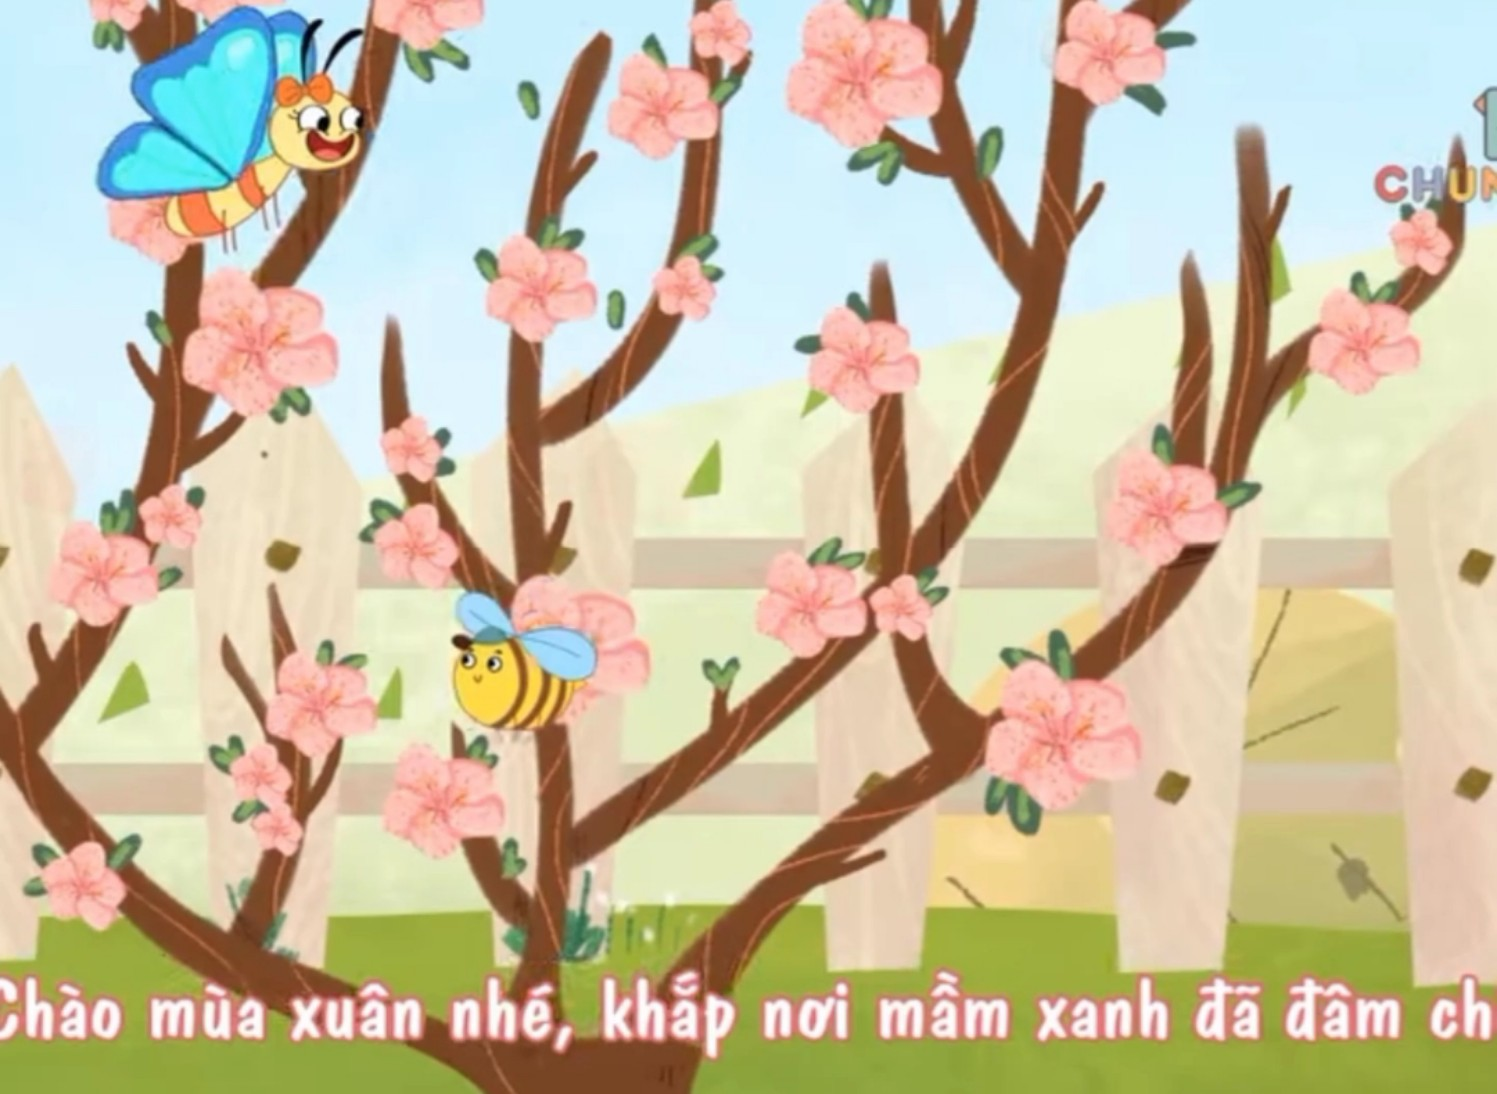 CHUN
Chào mùa xuân nhé, khắp nơi mầm xanh đã đâm ch